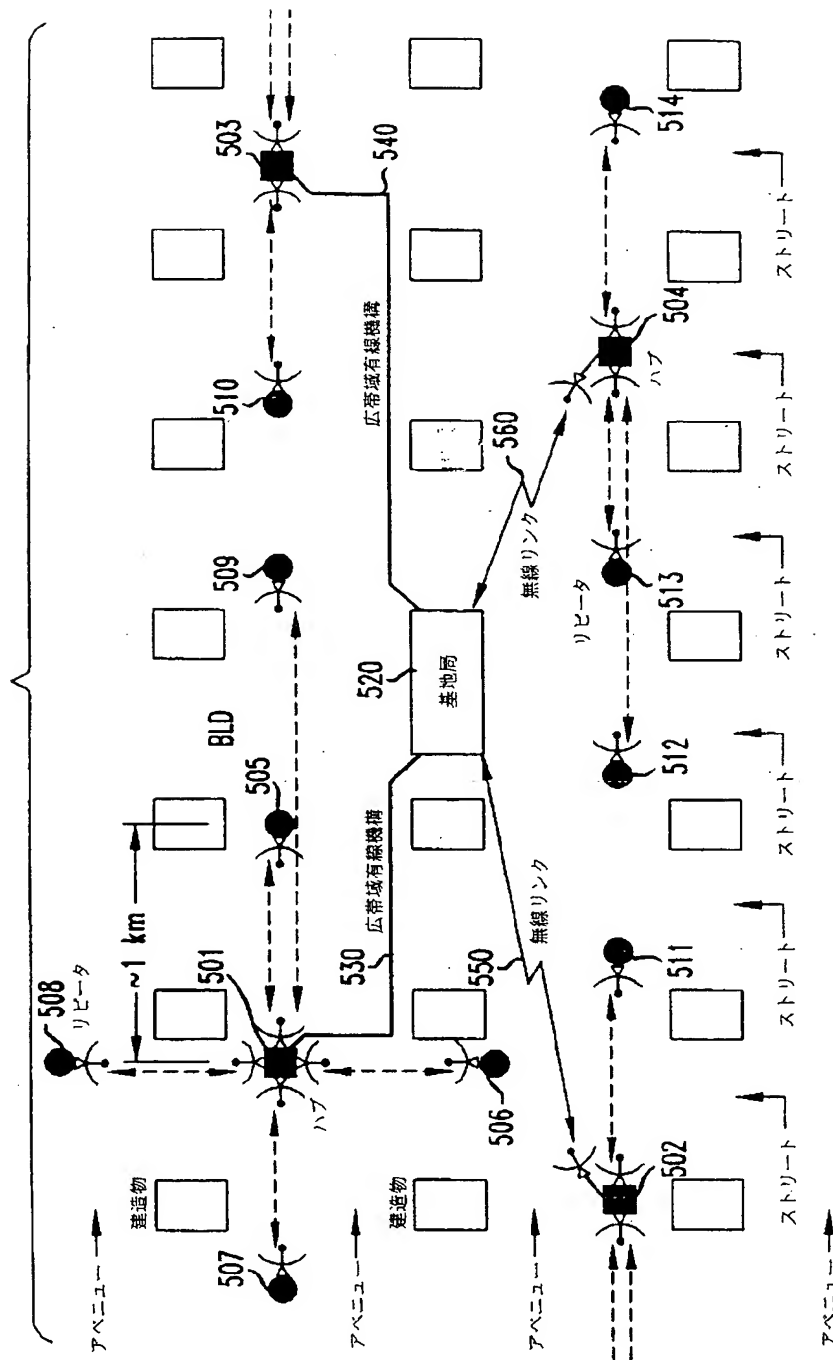 508
リピータ
~1 km
501
505
BLD
509
510
503
507
ハブ
530
広帯域有線機構
広帯域有線機構
540
506
520
基地局
550
無線リンク
560
無線リンク
502
511
512
513
リピータ
504
ハブ
514
建造物
建造物
アベニュー
アベニュー
アベニュー
アベニュー
ストリート
ストリート
ストリート
ストリート
ストリート
ストリート